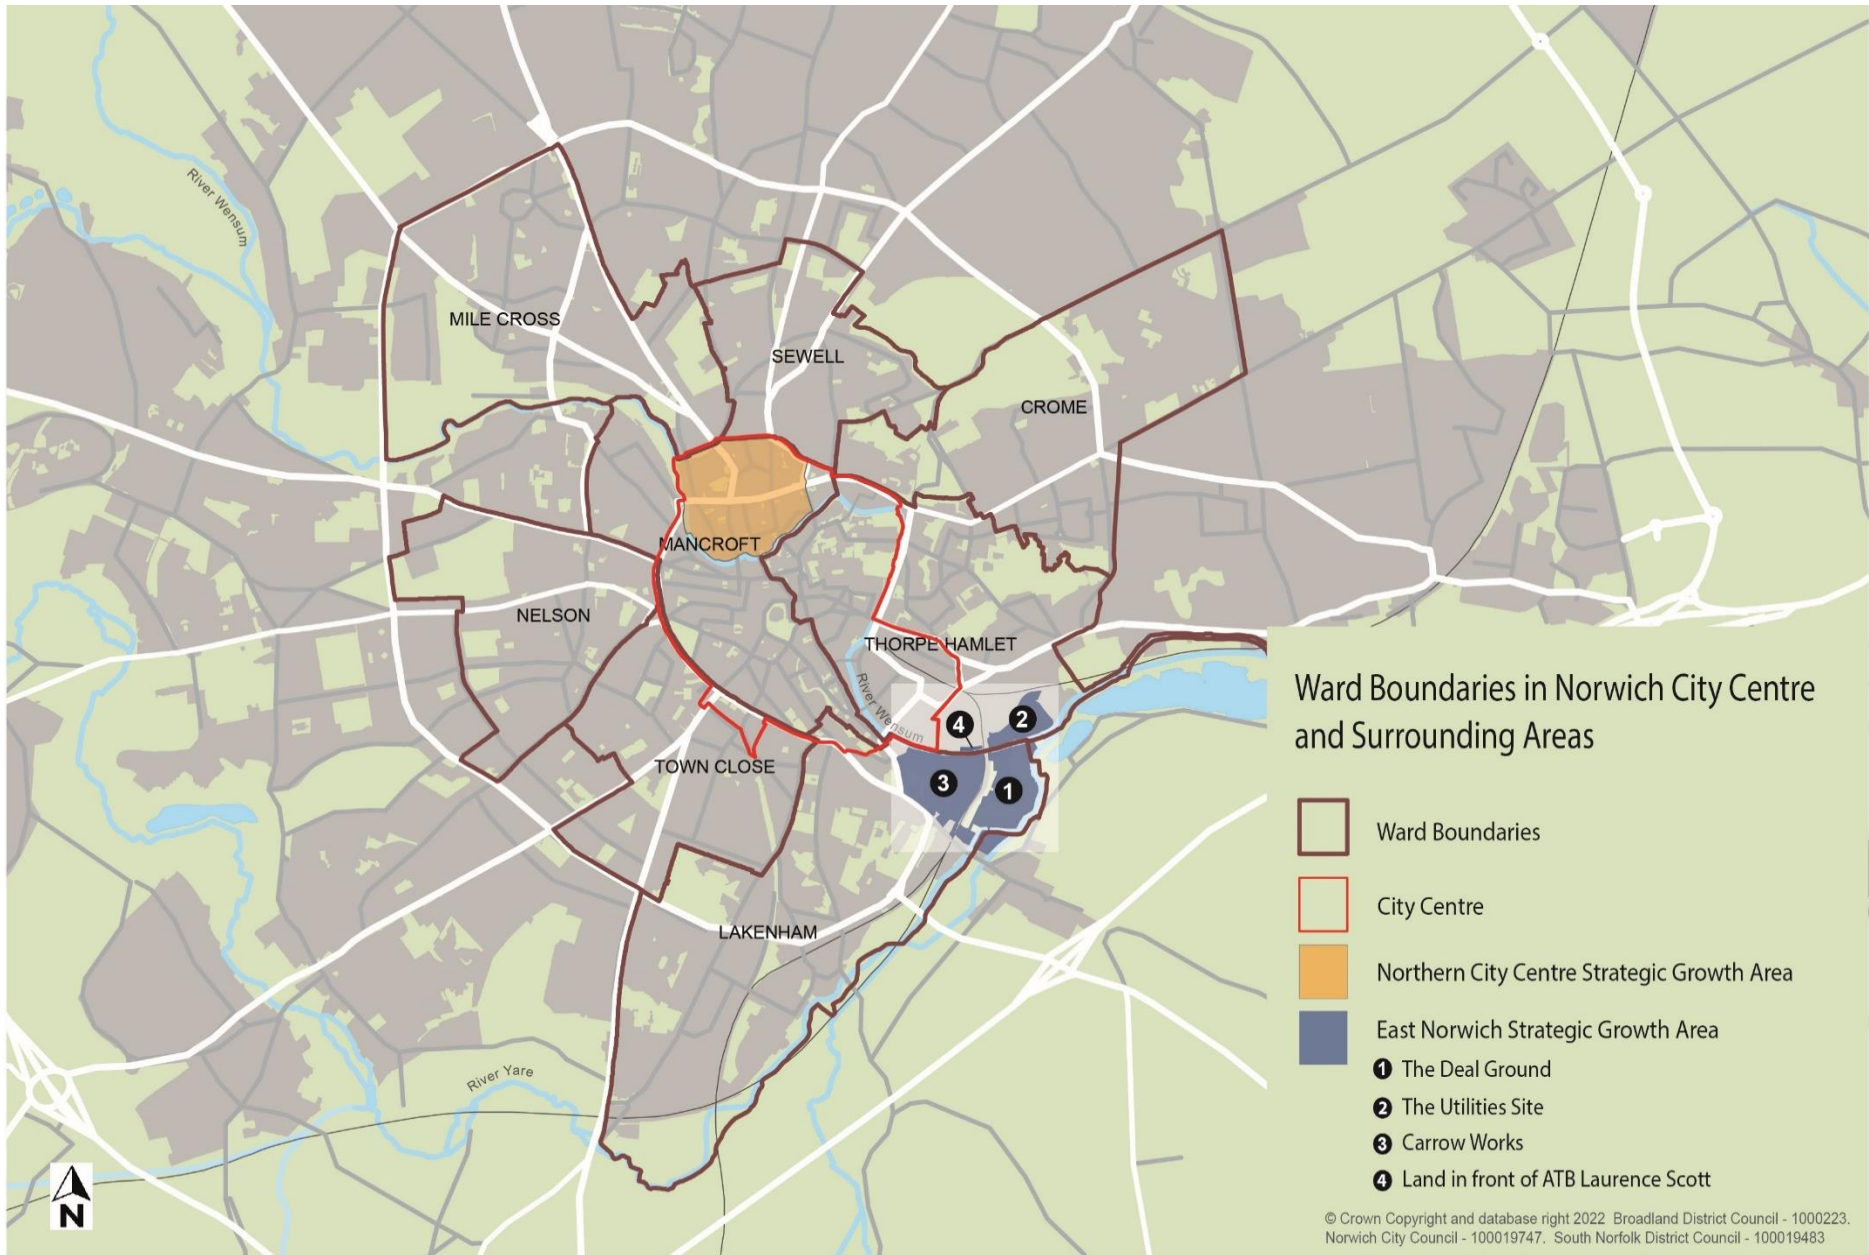 River Wensum
MILE CROSS
SEWELL
CROME
MANCROFT
NELSON
THORPE HAMLET
River Wensum
4
2
3
1
TOWN CLOSE
LAKENHAM
River Yare
N
Ward Boundaries in Norwich City Centre
and Surrounding Areas
Ward Boundaries
City Centre
Northern City Centre Strategic Growth Area
East Norwich Strategic Growth Area
1 The Deal Ground
2 The Utilities Site
3 Carrow Works
4 Land in front of ATB Laurence Scott
© Crown Copyright and database right 2022 Broadland District Council - 1000223.
Norwich City Council - 100019747. South Norfolk District Council - 100019483